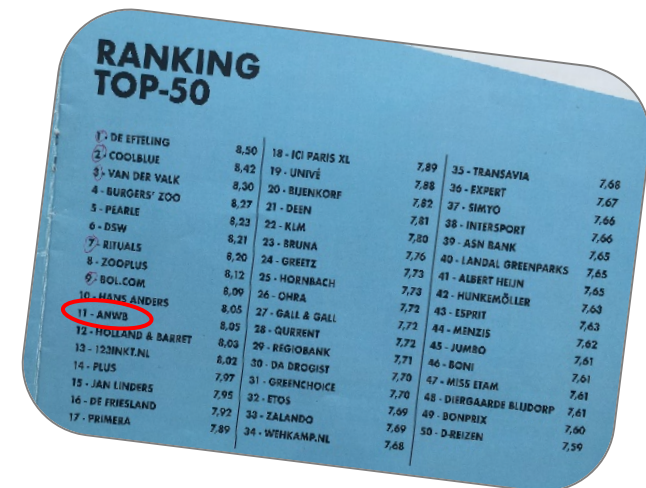 RANKING
TOP-50
1 - DE EFTELING 8,50
2 - COOLBLUE 8,42
3 - VAN DER VALK 8,30
4 - BURGERS' ZOO 8,27
5 - PEARLE 8,23
6 - DSW 8,21
7 - RITUALS 8,20
8 - ZOOPLUS 8,12
9 - BOL.COM 8,09
10 - HANS ANDERS 8,05
11 - ANWB 8,05
12 - HOLLAND & BARRET 8,03
13 - 123INKT.NL 8,02
14 - PLUS 7,97
15 - JAN LINDERS 7,95
16 - DE FRIESLAND 7,92
17 - PRIMERA 7,89
18 - ICI PARIS XL 7,89
19 - UNIVÉ 7,88
20 - BIJENKORF 7,82
21 - DEEN 7,81
22 - KLM 7,80
23 - BRUNA 7,76
24 - GREETZ 7,73
25 - HORNBACH 7,73
26 - OHRA 7,72
27 - GALL & GALL 7,72
28 - QURRENT 7,72
29 - REGIOBANK 7,71
30 - DA DROGIST 7,70
31 - GREENCHOICE 7,70
32 - ETOS 7,69
33 - ZALANDO 7,69
34 - WEHKAMP.NL 7,68
35 - TRANSAVIA 7,68
36 - EXPERT 7,67
37 - SIMYO 7,66
38 - INTERSPORT 7,66
39 - ASN BANK 7,65
40 - LANDAL GREENPARKS 7,65
41 - ALBERT HEIJN 7,65
42 - HUNKEMÖLLER 7,63
43 - ESPRIT 7,63
44 - MENZIS 7,62
45 - JUMBO 7,61
46 - BONI 7,61
47 - MISS ETAM 7,61
48 - DIERGAARDE BLIJDORP 7,61
49 - BONPRIX 7,60
50 - D-REIZEN 7,59